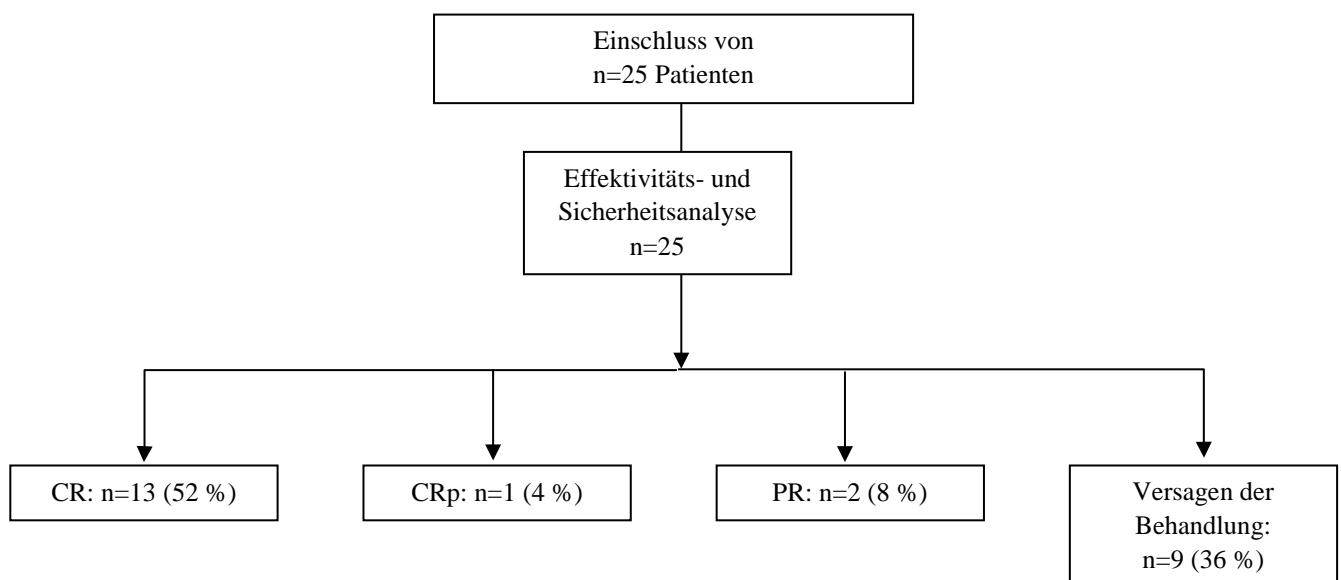 Einschluss von
n=25 Patienten
Effektivitäts- und
Sicherheitsanalyse
n=25
CR: n=13 (52 %)
CRp: n=1 (4 %)
PR: n=2 (8 %)
Versagen der
Behandlung:
n=9 (36 %)